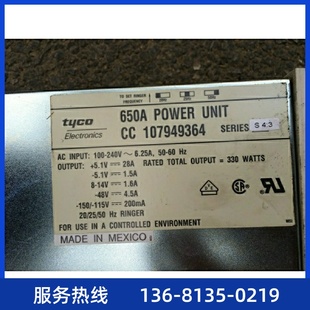 TO SET RINGER
FREQUENCY
tyco
Electronics
650A POWER UNIT
CC 107949364
SERIES S 4:3
AC INPUT: 100-240V ~ 6.25A, 50-60 Hz
OUTPUT: +5.1V = 28A RATED TOTAL OUTPUT = 330 WATTS
-5.1V = 1.5A
8-14V = 1.6A
-48V = 4.5A
-150/-115V = 200mA
20/25/50 Hz RINGER
FOR USE IN A CONTROLLED ENVIRONMENT
MADE IN MEXICO
服务热线 136-8135-0219